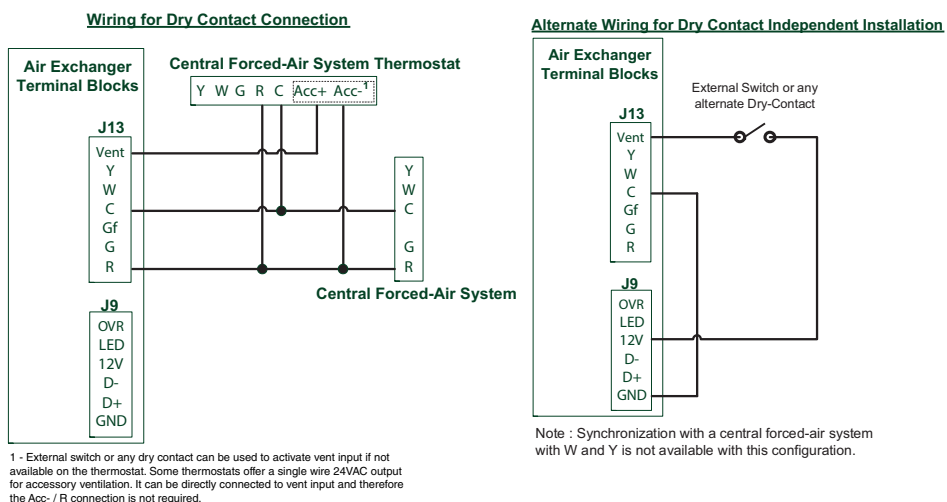 Wiring for Dry Contact Connection
Air Exchanger
Terminal Blocks
Central Forced-Air System Thermostat
Y W G R C Acc+ Acc-1
J13
Vent
Y
W
C
Gf
G
R
Y
W
C
G
R
Central Forced-Air System
J9
OVR
LED
12V
D-
D+
GND
1 - External switch or any dry contact can be used to activate vent input if not
available on the thermostat. Some thermostats offer a single wire 24VAC output
for accessory ventilation. It can be directly connected to vent input and therefore
the Acc- / R connection is not required.
Alternate Wiring for Dry Contact Independent Installation
Air Exchanger
Terminal Blocks
External Switch or any
alternate Dry-Contact
J13
Vent
Y
W
C
Gf
G
R
J9
OVR
LED
12V
D-
D+
GND
Note : Synchronization with a central forced-air system
with W and Y is not available with this configuration.